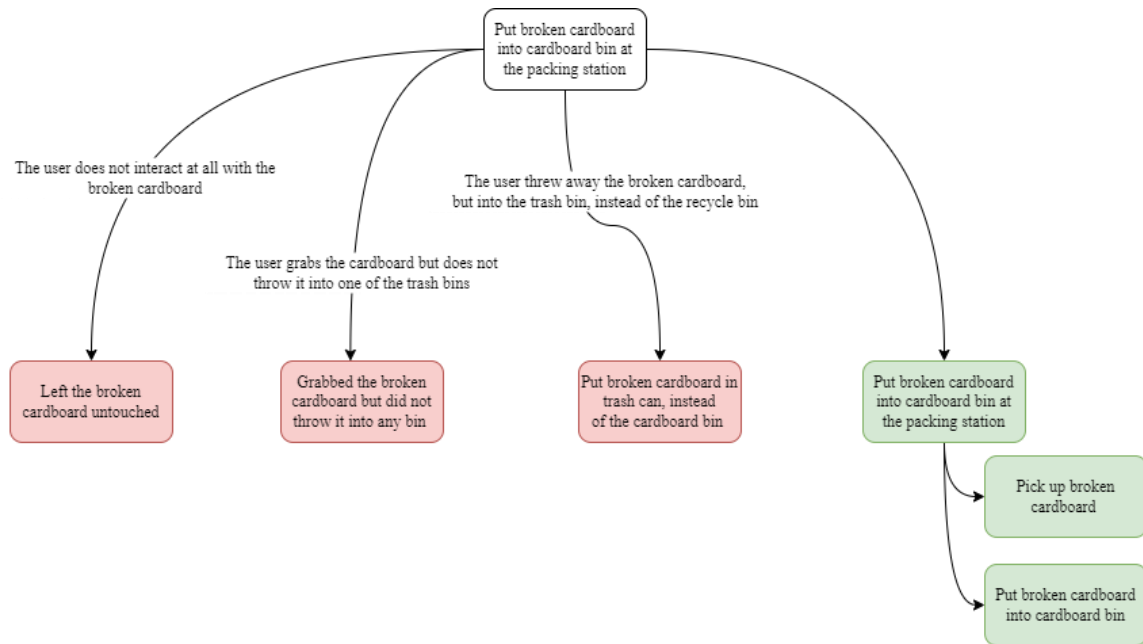 Put broken cardboard
into cardboard bin at
the packing station
The user does not interact at all with the
broken cardboard
The user threw away the broken cardboard,
but into the trash bin, instead of the recycle bin
The user grabs the cardboard but does not
throw it into one of the trash bins
Left the broken
cardboard untouched
Grabbed the broken
cardboard but did not
throw it into any bin
Put broken cardboard in
trash can, instead
of the cardboard bin
Put broken cardboard
into cardboard bin at
the packing station
Pick up broken
cardboard
Put broken cardboard
into cardboard bin